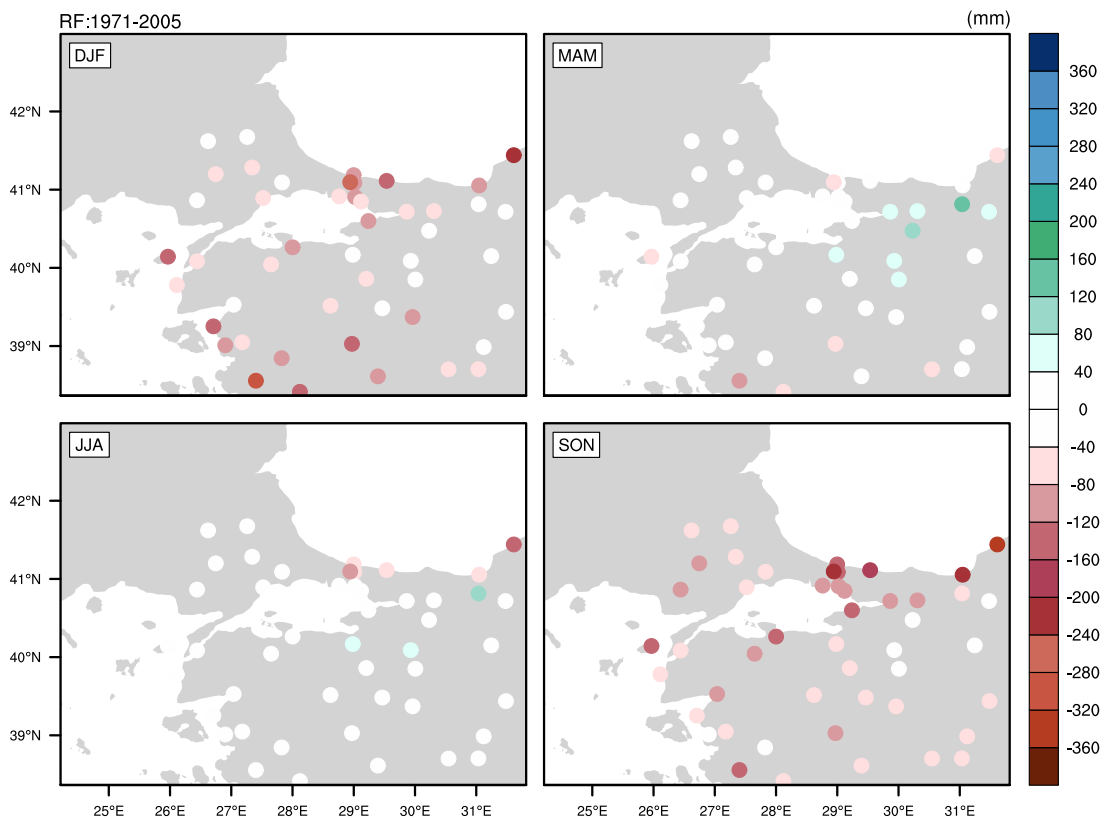 RF:1971-2005 (mm)
DJF MAM
360
320
42°N
280
240
41°N
200
160
40°N
120
80
39°N
40
0
JJA SON
-40
-80
42°N
-120
-160
41°N
-200
-240
40°N
-280
-320
39°N
-360
25°E 26°E 27°E 28°E 29°E 30°E 31°E 25°E 26°E 27°E 28°E 29°E 30°E 31°E